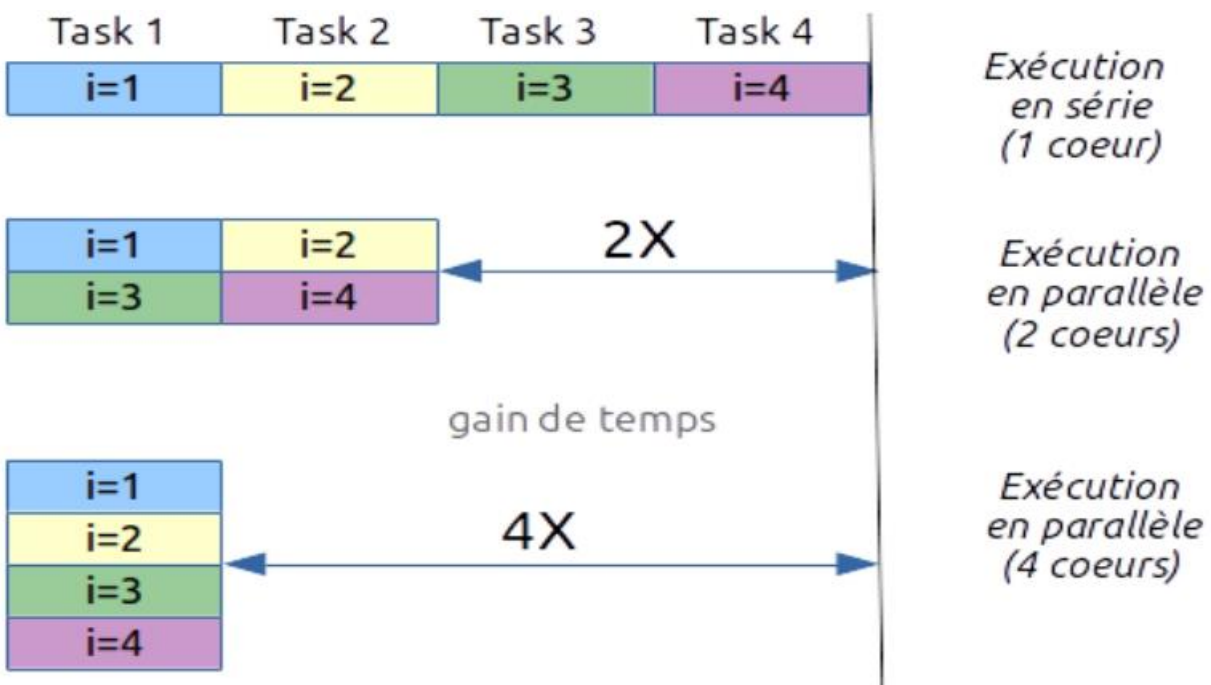 Task 1 Task 2 Task 3 Task 4
i=1 i=2 i=3 i=4
Exécution
en série
(1 coeur)
i=1 i=2
i=3 i=4
2X
Exécution
en parallèle
(2 coeurs)
gain de temps
i=1
i=2
i=3
i=4
4X
Exécution
en parallèle
(4 coeurs)